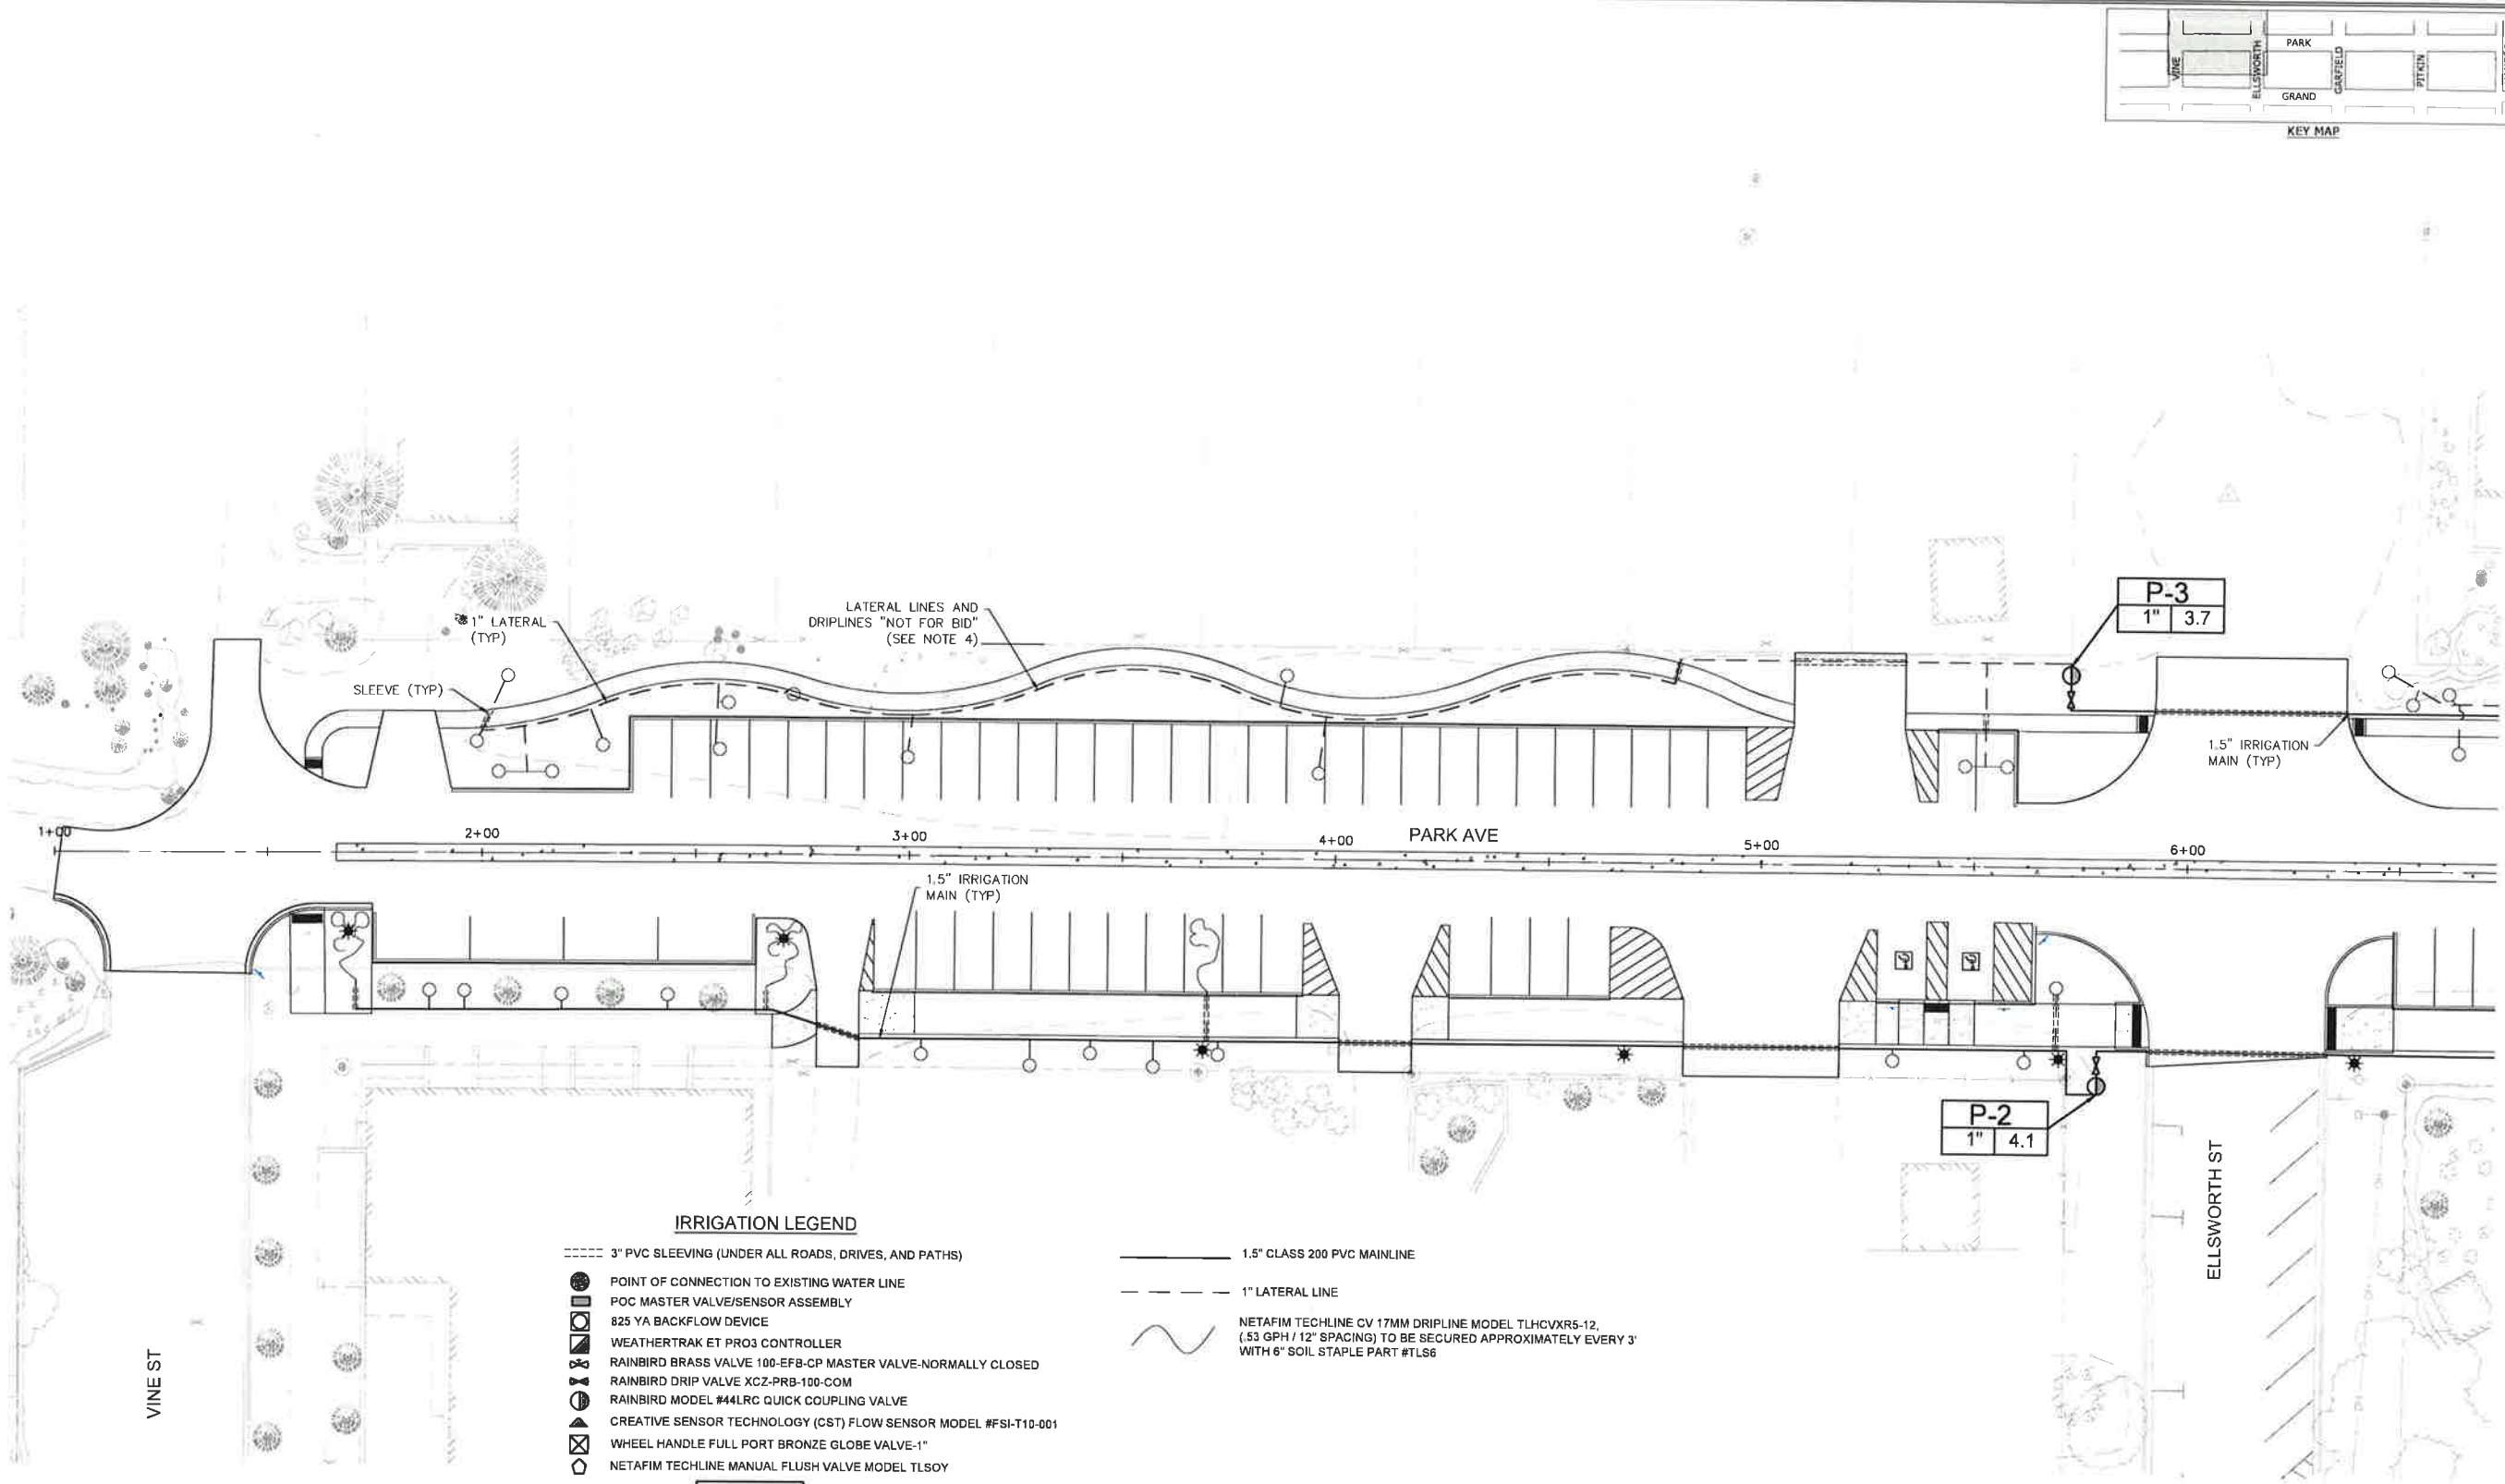 PARK
VINE
ELLSWORTH
GARFIELD
PITKIN
GRAND
KEY MAP
P-3
1" 3.7
LATERAL LINES AND
DRIPLINES "NOT FOR BID"
(SEE NOTE 4)
1" LATERAL
(TYP)
SLEEVE (TYP)
1.5" IRRIGATION
MAIN (TYP)
1+00
2+00
3+00
4+00
PARK AVE
5+00
6+00
1.5" IRRIGATION
MAIN (TYP)
P-2
1" 4.1
VINE ST
ELLSWORTH ST
IRRIGATION LEGEND
3" PVC SLEEVING (UNDER ALL ROADS, DRIVES, AND PATHS)
POINT OF CONNECTION TO EXISTING WATER LINE
POC MASTER VALVE/SENSOR ASSEMBLY
825 YA BACKFLOW DEVICE
WEATHERTRAK ET PRO3 CONTROLLER
RAINBIRD BRASS VALVE 100-EFB-CP MASTER VALVE-NORMALLY CLOSED
RAINBIRD DRIP VALVE XCZ-PRB-100-COM
RAINBIRD MODEL #44LRC QUICK COUPLING VALVE
CREATIVE SENSOR TECHNOLOGY (CST) FLOW SENSOR MODEL #FSI-T10-001
WHEEL HANDLE FULL PORT BRONZE GLOBE VALVE-1"
NETAFIM TECHLINE MANUAL FLUSH VALVE MODEL TLSOY
1.5" CLASS 200 PVC MAINLINE
1" LATERAL LINE
NETAFIM TECHLINE CV 17MM DRIPLINE MODEL TLHCVXR5-12,
(.53 GPH / 12" SPACING) TO BE SECURED APPROXIMATELY EVERY 3'
WITH 6" SOIL STAPLE PART #TLS6